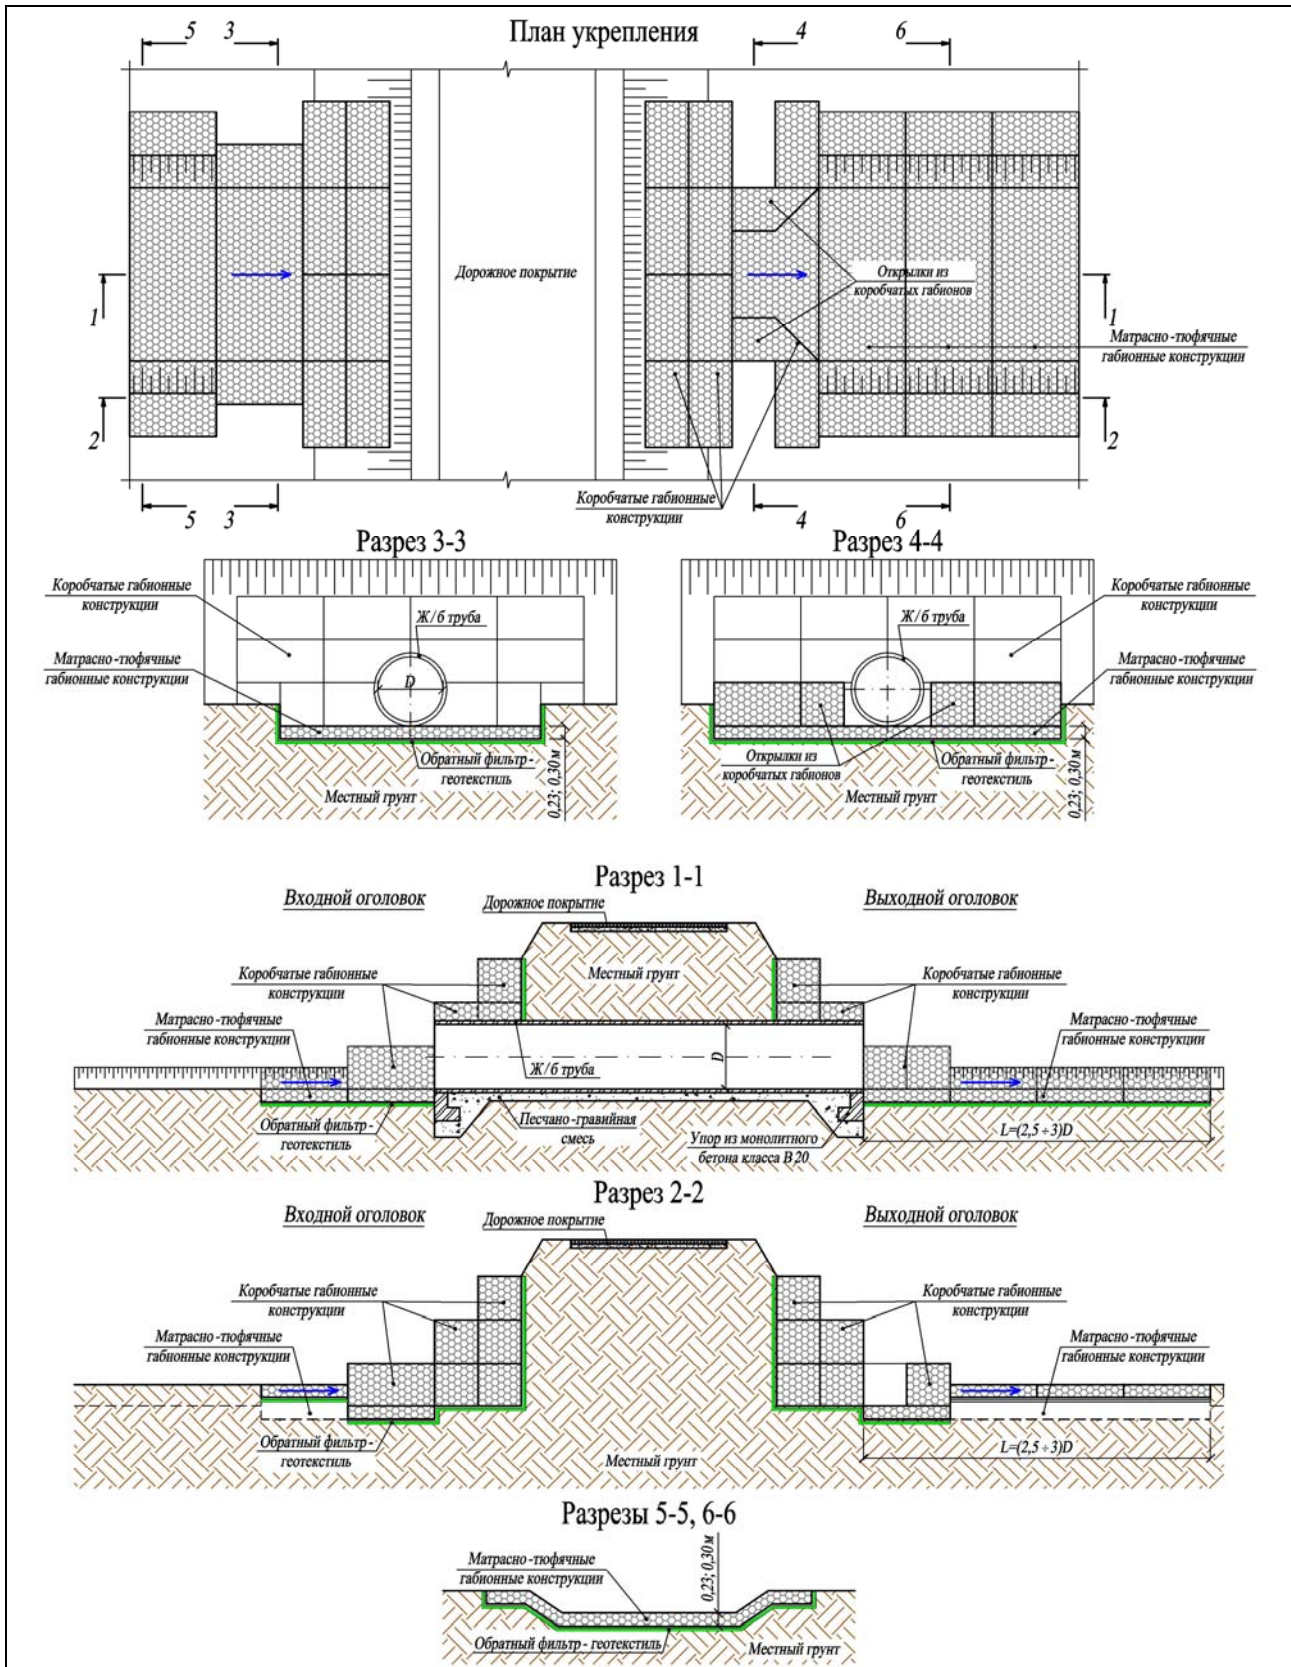 План укрепления
5 3 4 6
Дорожное покрытие
Открылки из
коробчатых габионов
1 1
Матрасно-тюфячные
габионные конструкции
2 2
Коробчатые габионные
конструкции
5 3 4 6
Разрез 3-3
Коробчатые габионные
конструкции
Ж/б труба
Матрасно-тюфячные
габионные конструкции
D
Обратный фильтр-
геотекстиль
Местный грунт
0,23; 0,30м
Разрез 4-4
Коробчатые габионные
конструкции
Ж/б труба
Матрасно-тюфячные
габионные конструкции
Открылки из
коробчатых габионов
Обратный фильтр-
геотекстиль
Местный грунт
0,23; 0,30м
Разрез 1-1
Входной оголовок
Дорожное покрытие
Выходной оголовок
Местный грунт
Коробчатые габионные
конструкции
Коробчатые габионные
конструкции
Матрасно-тюфячные
габионные конструкции
Матрасно-тюфячные
габионные конструкции
Ж/б труба
D
Обратный фильтр-
геотекстиль
Песчано-гравийная
смесь
Упор из монолитного
бетона класса В20
L=(2,5÷3)D
Разрез 2-2
Входной оголовок
Дорожное покрытие
Выходной оголовок
Коробчатые габионные
конструкции
Коробчатые габионные
конструкции
Матрасно-тюфячные
габионные конструкции
Матрасно-тюфячные
габионные конструкции
Обратный фильтр-
геотекстиль
Местный грунт
L=(2,5÷3)D
Разрезы 5-5, 6-6
Матрасно-тюфячные
габионные конструкции
0,23; 0,30м
Обратный фильтр-геотекстиль
Местный грунт